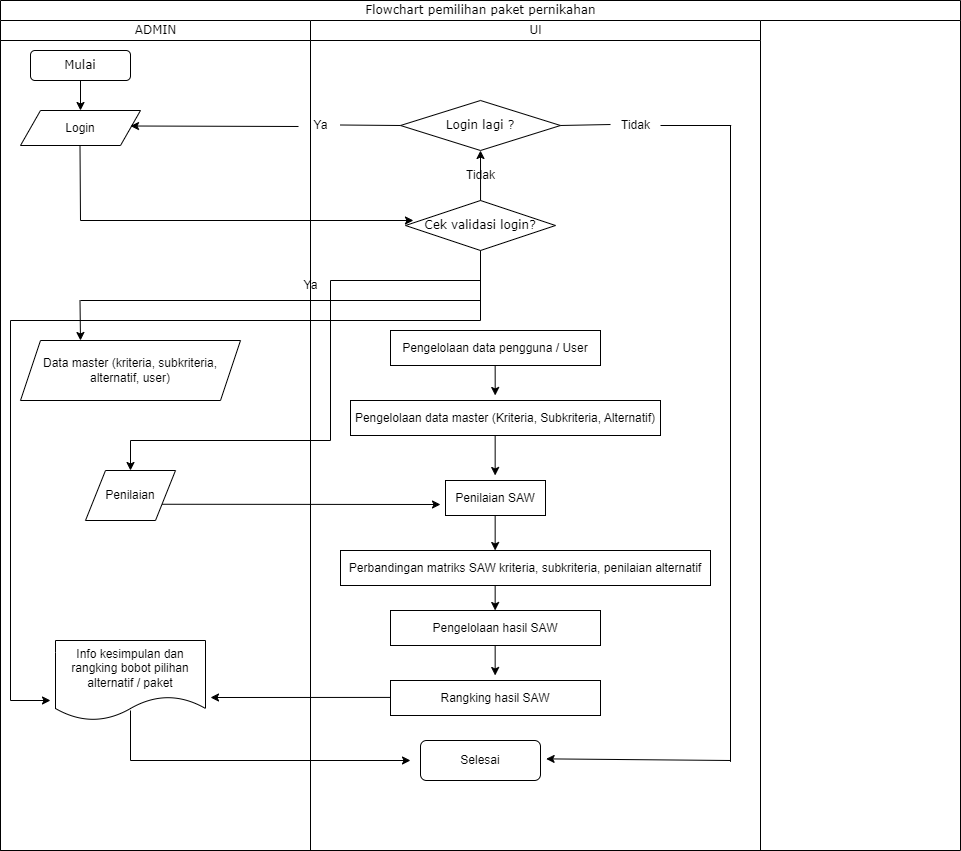 Flowchart pemilihan paket pernikahan
ADMIN
UI
Mulai
Login
Ya
Login lagi ?
Tidak
Tidak
Cek validasi login?
Ya
Pengelolaan data pengguna / User
Data master (kriteria, subkriteria,
alternatif, user)
Pengelolaan data master (Kriteria, Subkriteria, Alternatif)
Penilaian
Penilaian SAW
Perbandingan matriks SAW kriteria, subkriteria, penilaian alternatif
Pengelolaan hasil SAW
Info kesimpulan dan
rangking bobot pilihan
alternatif / paket
Rangking hasil SAW
Selesai